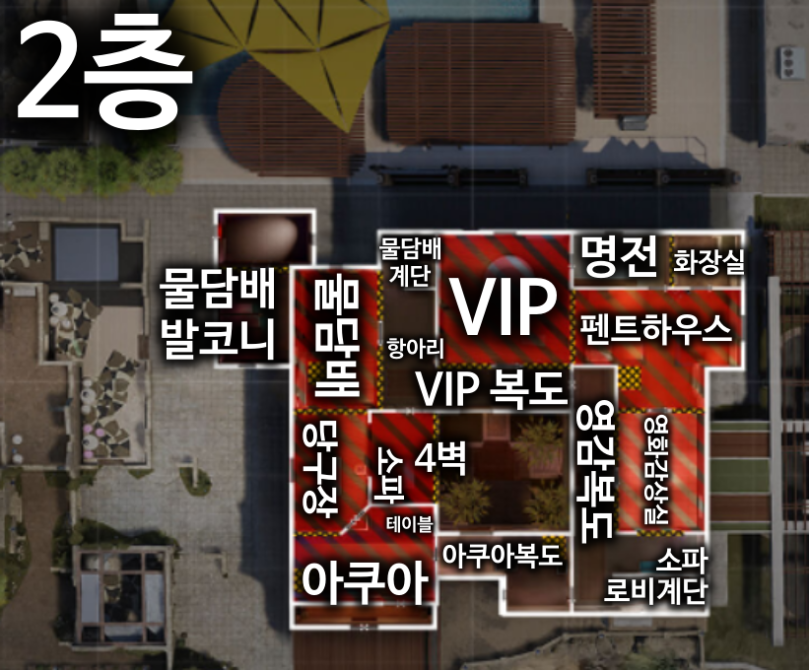 2층
물담배
계단
VIP
명전
화장실
물담배
발코니
물담배
항아리
펜트하우스
VIP 복도
당구장
소파
4벽
영감복도
영화감상실
테이블
아쿠아
아쿠아복도
소파
로비계단